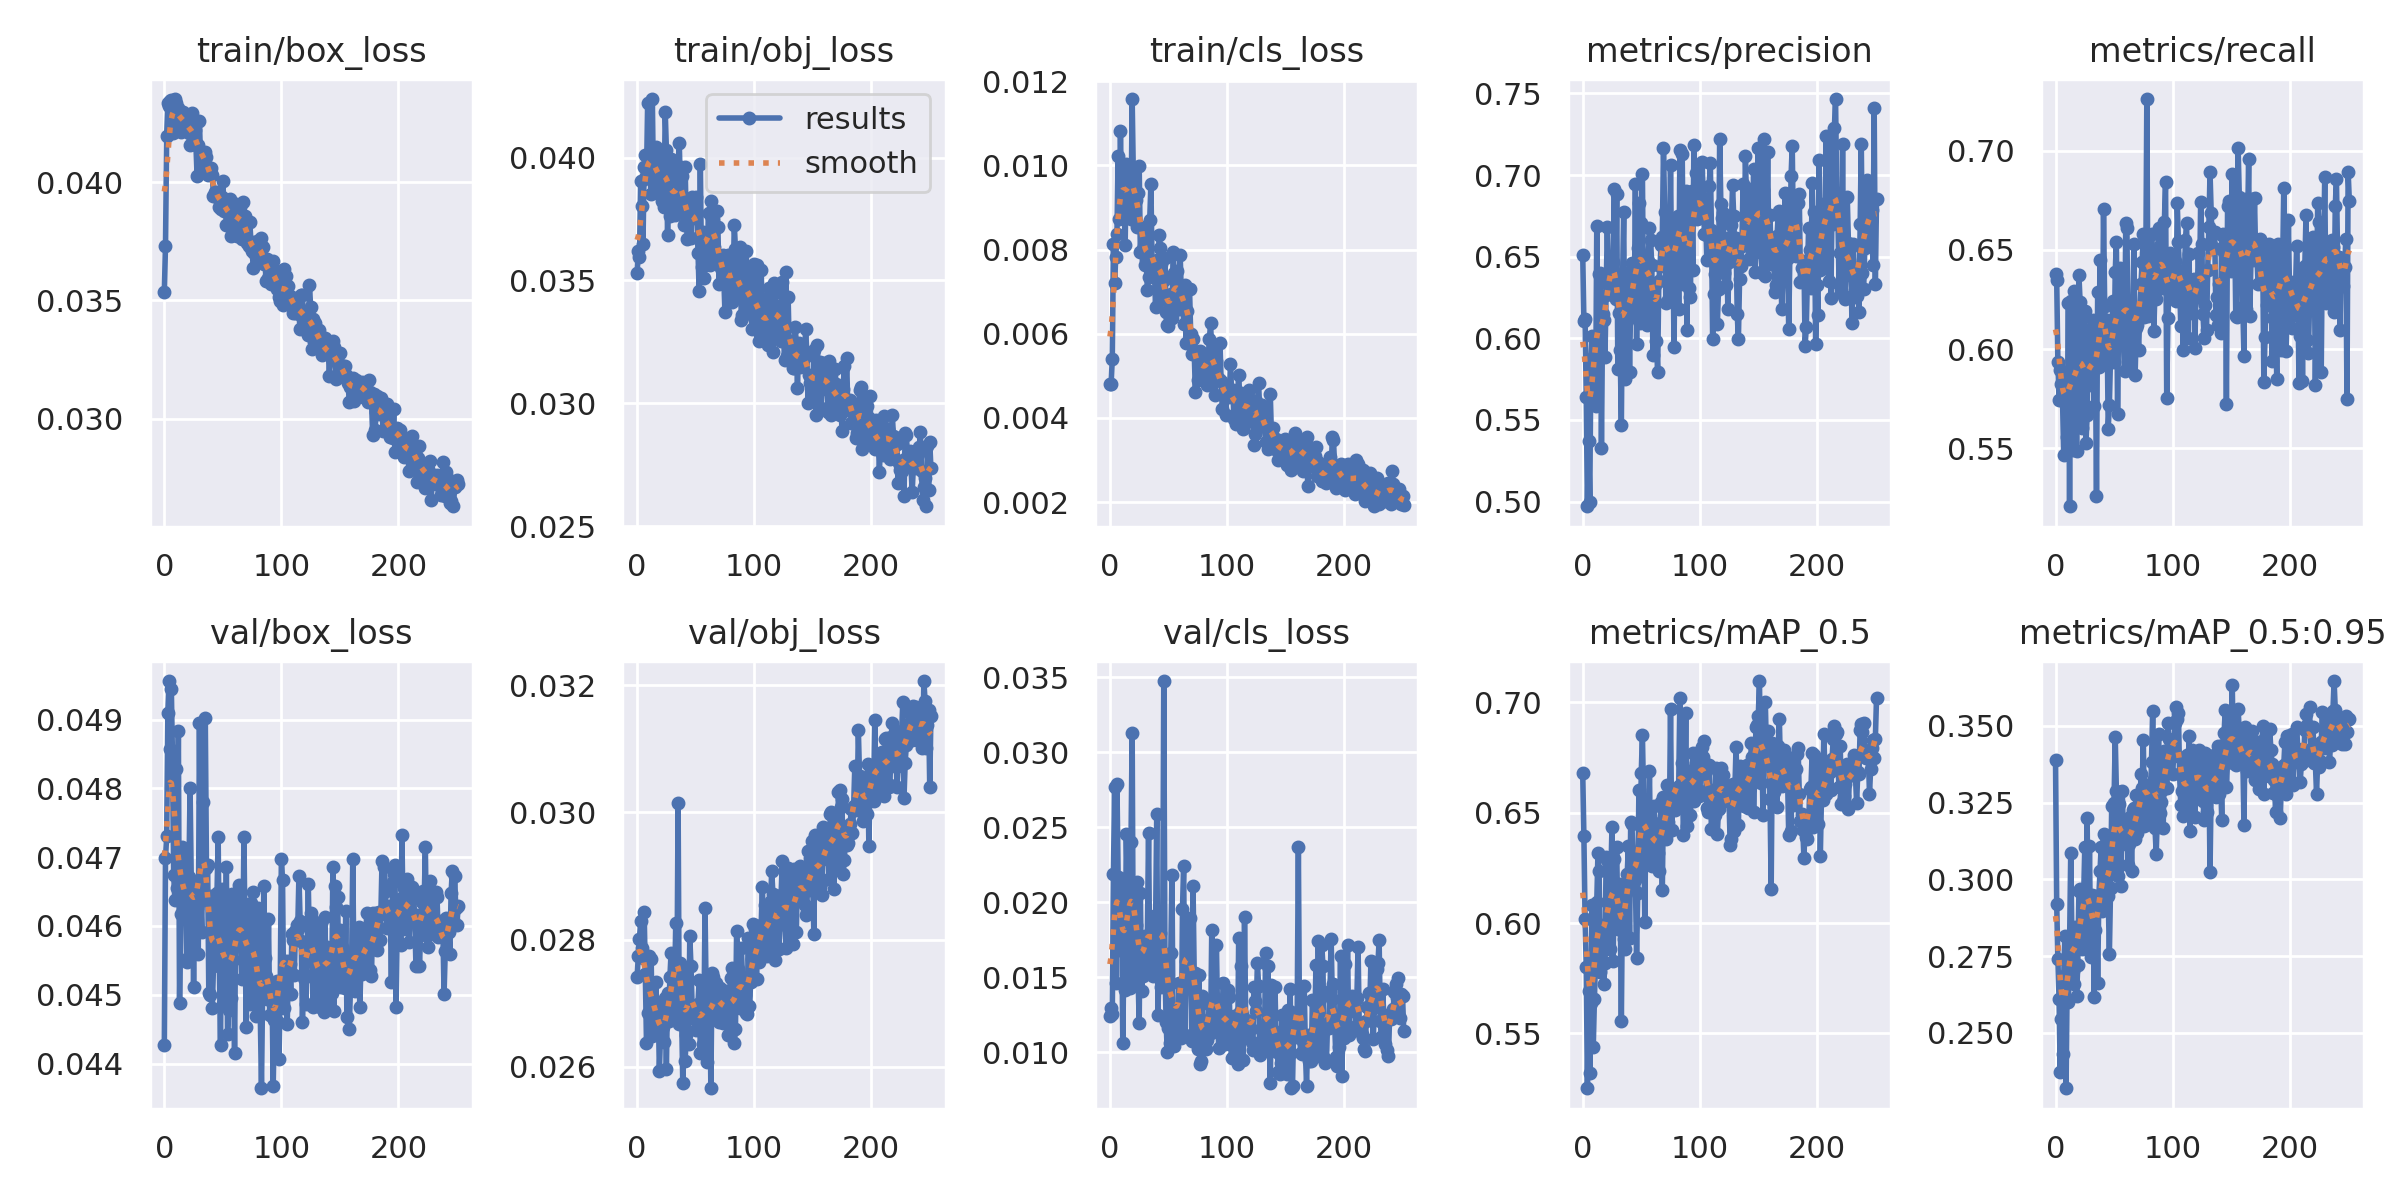 train/box_loss
0.040
0.035
0.030
0 100 200
train/obj_loss
results
smooth
0.040
0.035
0.030
0.025
0 100 200
train/cls_loss
0.012
0.010
0.008
0.006
0.004
0.002
0 100 200
metrics/precision
0.75
0.70
0.65
0.60
0.55
0.50
0 100 200
metrics/recall
0.70
0.65
0.60
0.55
0 100 200
val/box_loss
0.049
0.048
0.047
0.046
0.045
0.044
0 100 200
val/obj_loss
0.032
0.030
0.028
0.026
0 100 200
val/cls_loss
0.035
0.030
0.025
0.020
0.015
0.010
0 100 200
metrics/mAP_0.5
0.70
0.65
0.60
0.55
0 100 200
metrics/mAP_0.5:0.95
0.350
0.325
0.300
0.275
0.250
0 100 200